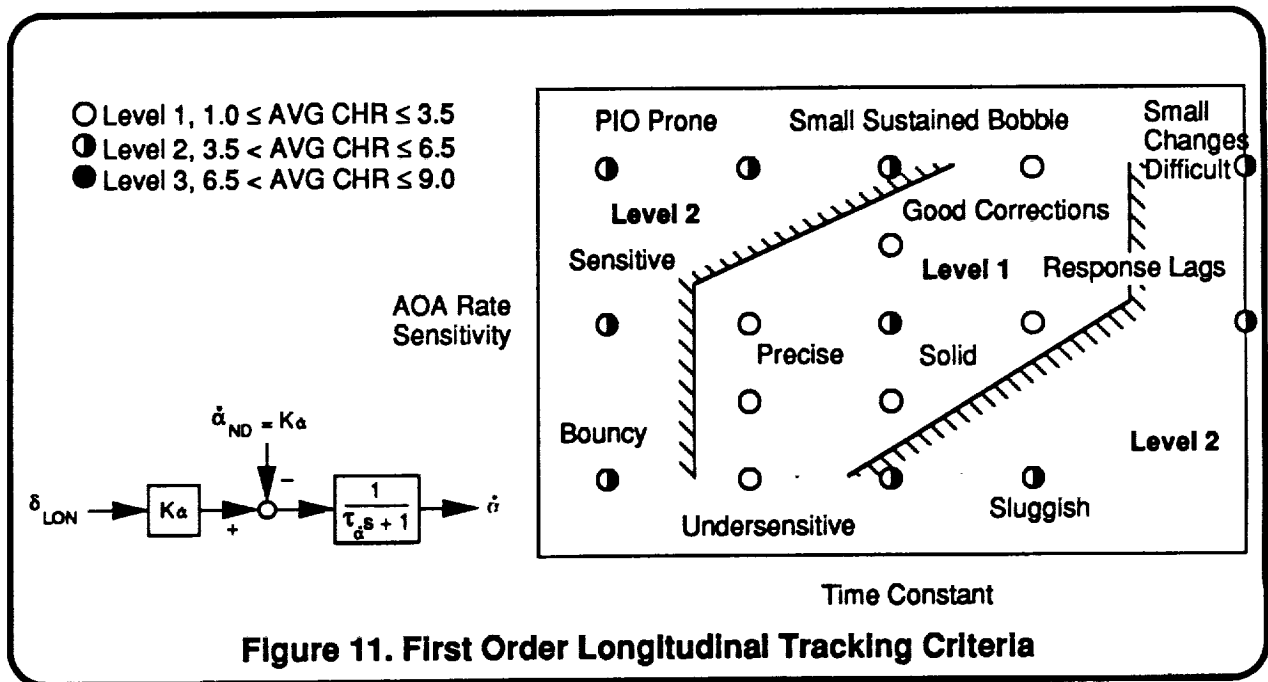 Level 1, 1.0 ≤ AVG CHR ≤ 3.5
Level 2, 3.5 < AVG CHR ≤ 6.5
Level 3, 6.5 < AVG CHR ≤ 9.0
PIO Prone
Small Sustained Bobble
Small
Changes
Difficult
Level 2
Good Corrections
Sensitive
Level 1
Response Lags
AOA Rate
Sensitivity
Precise
Solid
Bouncy
Level 2
Undersensitive
Sluggish
Time Constant
α̇ND = Kα̇
δLON
Kα̇
+
−
1
τα̇s + 1
α̇
Figure 11. First Order Longitudinal Tracking Criteria